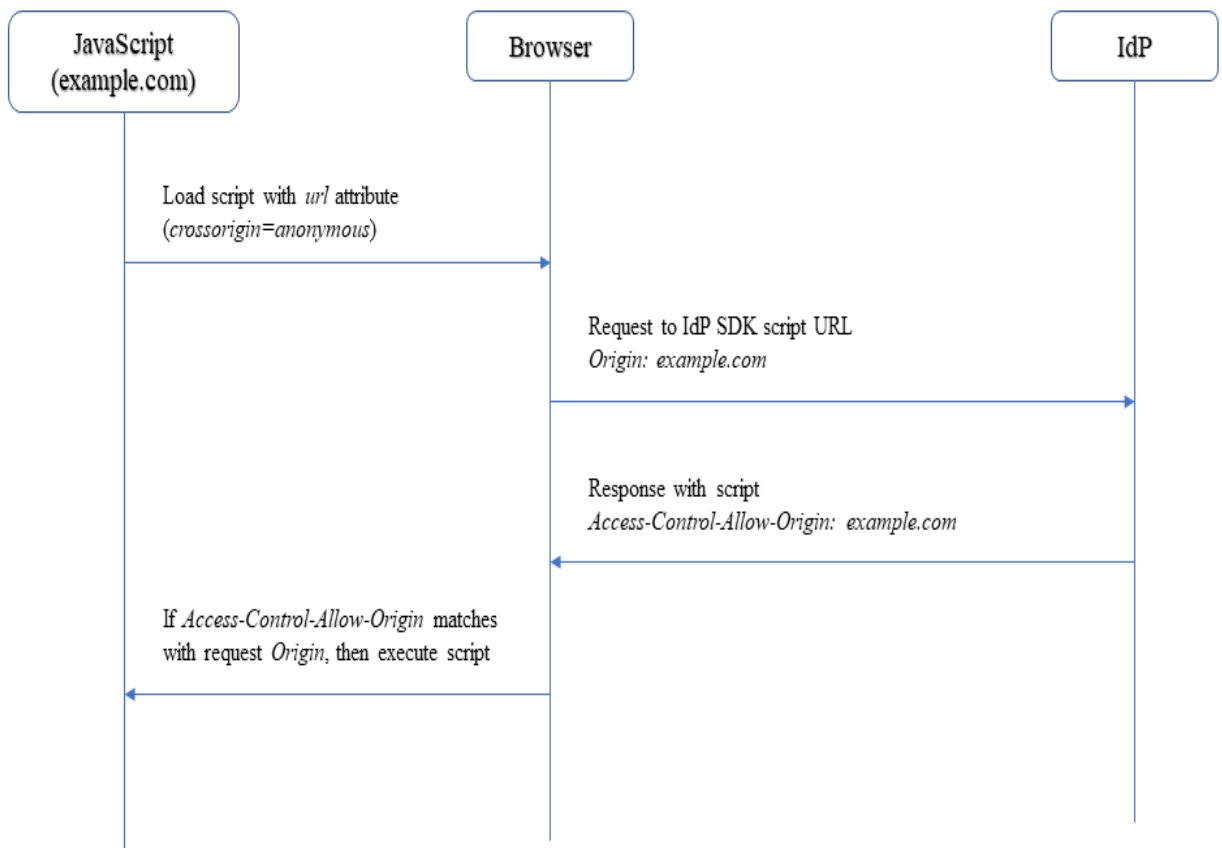 JavaScript
(example.com)
Browser
IdP
Load script with url attribute
(crossorigin=anonymous)
Request to IdP SDK script URL
Origin: example.com
Response with script
Access-Control-Allow-Origin: example.com
If Access-Control-Allow-Origin matches
with request Origin, then execute script